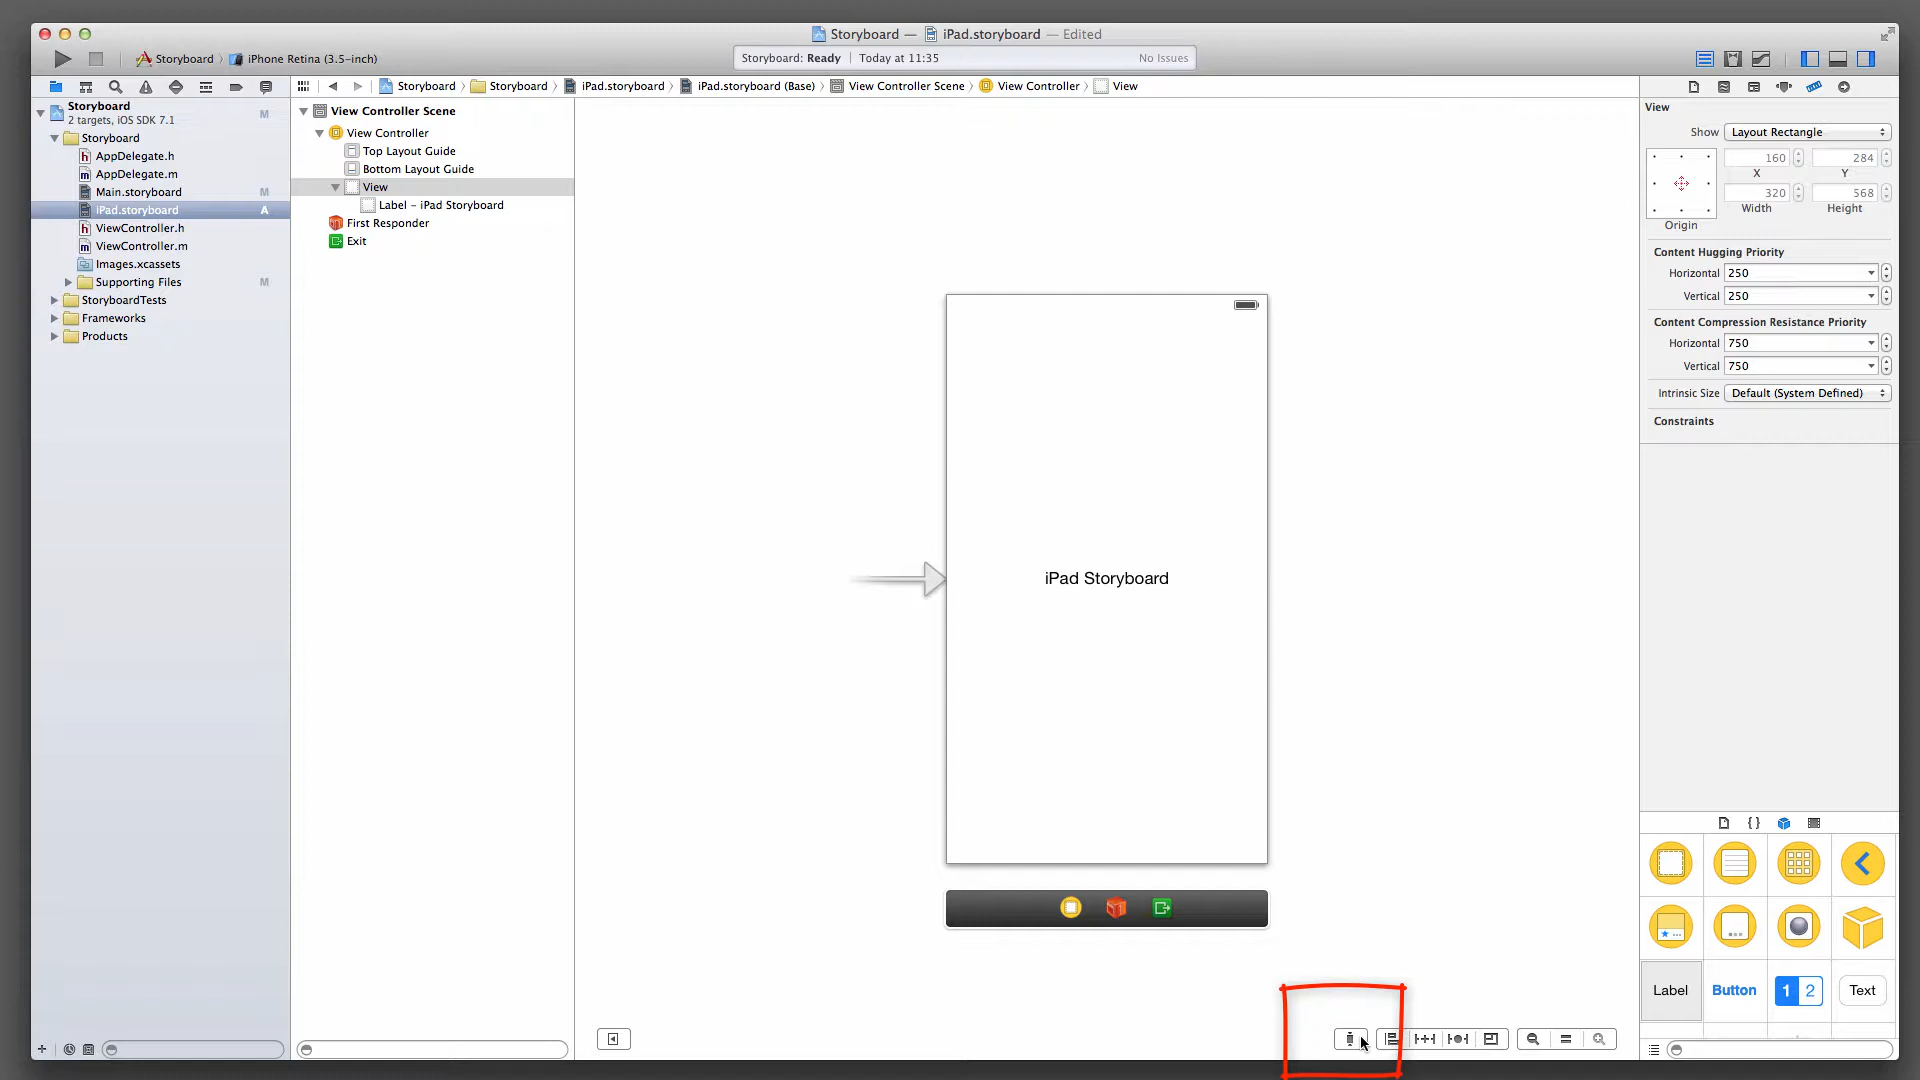 Storyboard — iPad.storyboard — Edited
Storyboard iPhone Retina (3.5-inch)
Storyboard: Ready Today at 11:35 No Issues
Storyboard Storyboard iPad.storyboard iPad.storyboard (Base) View Controller Scene View Controller View
Storyboard
2 targets, iOS SDK 7.1
M
Storyboard
AppDelegate.h
AppDelegate.m
Main.storyboard M
iPad.storyboard A
ViewController.h
ViewController.m
Images.xcassets
Supporting Files M
StoryboardTests
Frameworks
Products
View Controller Scene
View Controller
Top Layout Guide
Bottom Layout Guide
View
Label – iPad Storyboard
First Responder
Exit
iPad Storyboard
View
Show Layout Rectangle
160 284
X Y
320 568
Width Height
Origin
Content Hugging Priority
Horizontal 250
Vertical 250
Content Compression Resistance Priority
Horizontal 750
Vertical 750
Intrinsic Size Default (System Defined)
Constraints
Label Button 1 2 Text